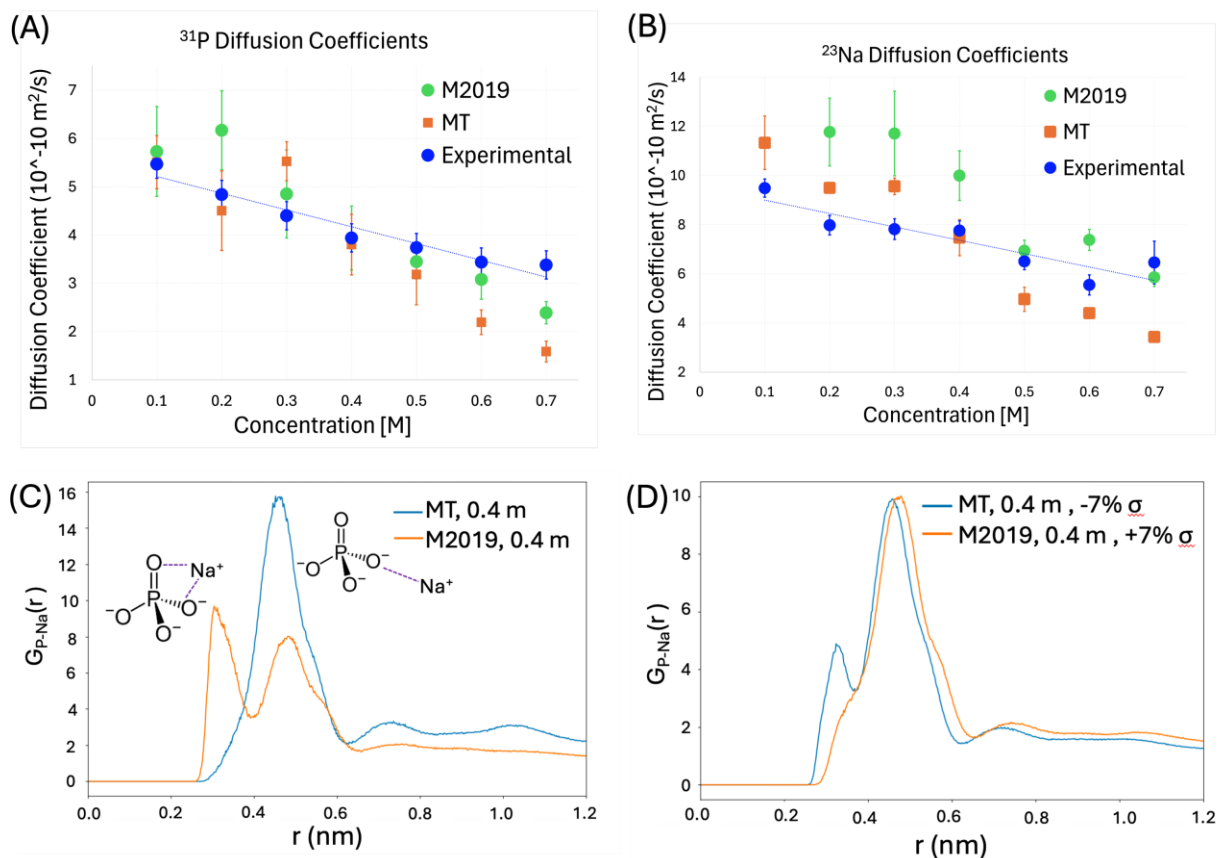 (A)
³¹P Diffusion Coefficients
M2019
MT
Experimental
Diffusion Coefficient (10^-10 m²/s)
7
6
5
4
3
2
1
0 0.1 0.2 0.3 0.4 0.5 0.6 0.7
Concentration [M]
(B)
²³Na Diffusion Coefficients
M2019
MT
Experimental
Diffusion Coefficient (10^-10 m²/s)
14
12
10
8
6
4
2
0 0.1 0.2 0.3 0.4 0.5 0.6 0.7
Concentration [M]
(C)
MT, 0.4 m
M2019, 0.4 m
O
Na⁺
⁻O P O⁻
O⁻
O
⁻O P O⁻
O⁻
Na⁺
G_P-Na(r)
16
14
12
10
8
6
4
2
0
0.0 0.2 0.4 0.6 0.8 1.0 1.2
r (nm)
(D)
MT, 0.4 m , -7% σ
M2019, 0.4 m , +7% σ
G_P-Na(r)
10
8
6
4
2
0
0.0 0.2 0.4 0.6 0.8 1.0 1.2
r (nm)